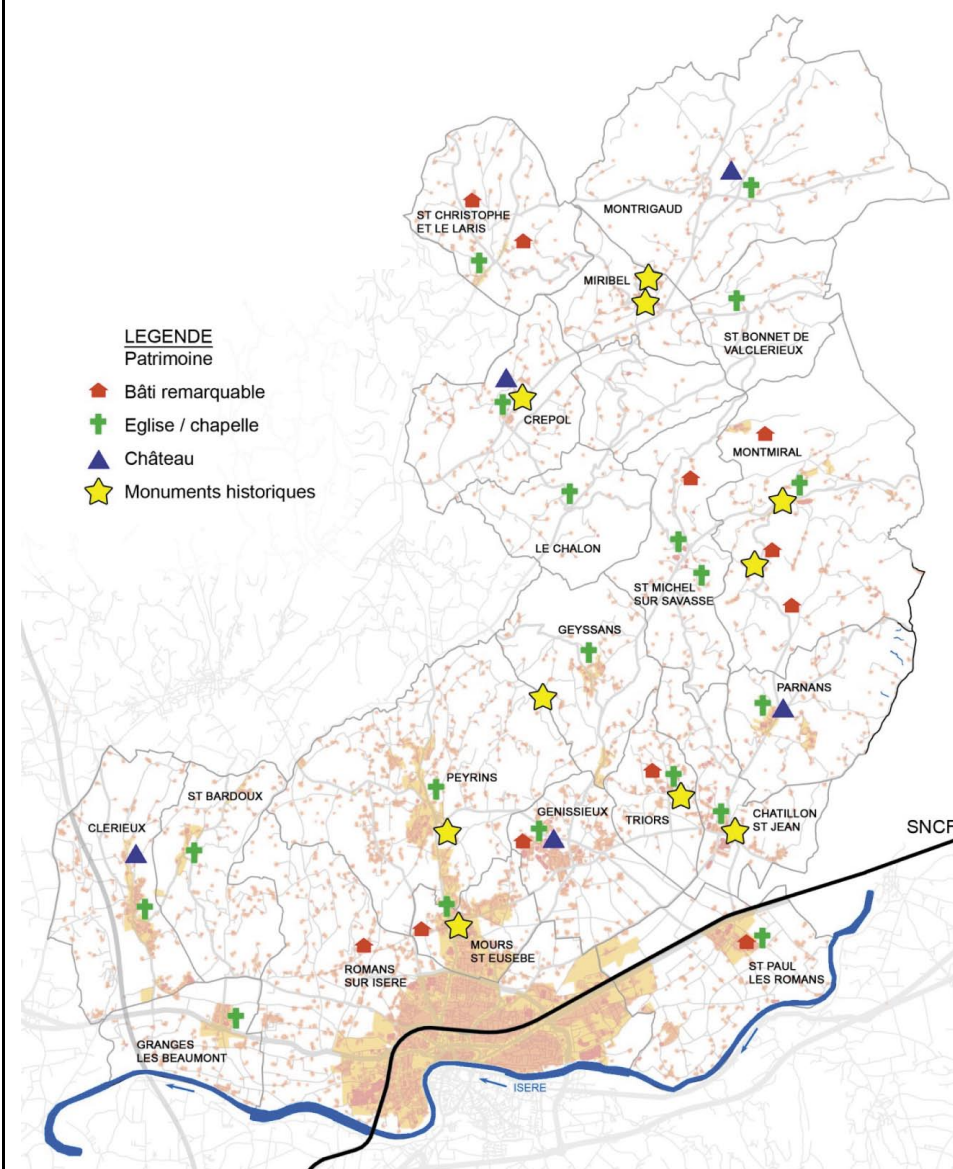 MONTRIGAUD
ST CHRISTOPHE
ET LE LARIS
MIRIBEL
LEGENDE
Patrimoine
Bâti remarquable
Eglise / chapelle
Château
Monuments historiques
ST BONNET DE
VALCLERIEUX
CREPOL
MONTMIRAL
LE CHALON
ST MICHEL
SUR SAVASSE
GEYSSANS
PARNANS
PEYRINS
ST BARDOUX
CLERIEUX
GENISSIEUX
TRIORS
CHATILLON
ST JEAN
SNCF
MOURS
ST EUSEBE
ROMANS
SUR ISERE
ST PAUL
LES ROMANS
GRANGES
LES BEAUMONT
ISERE